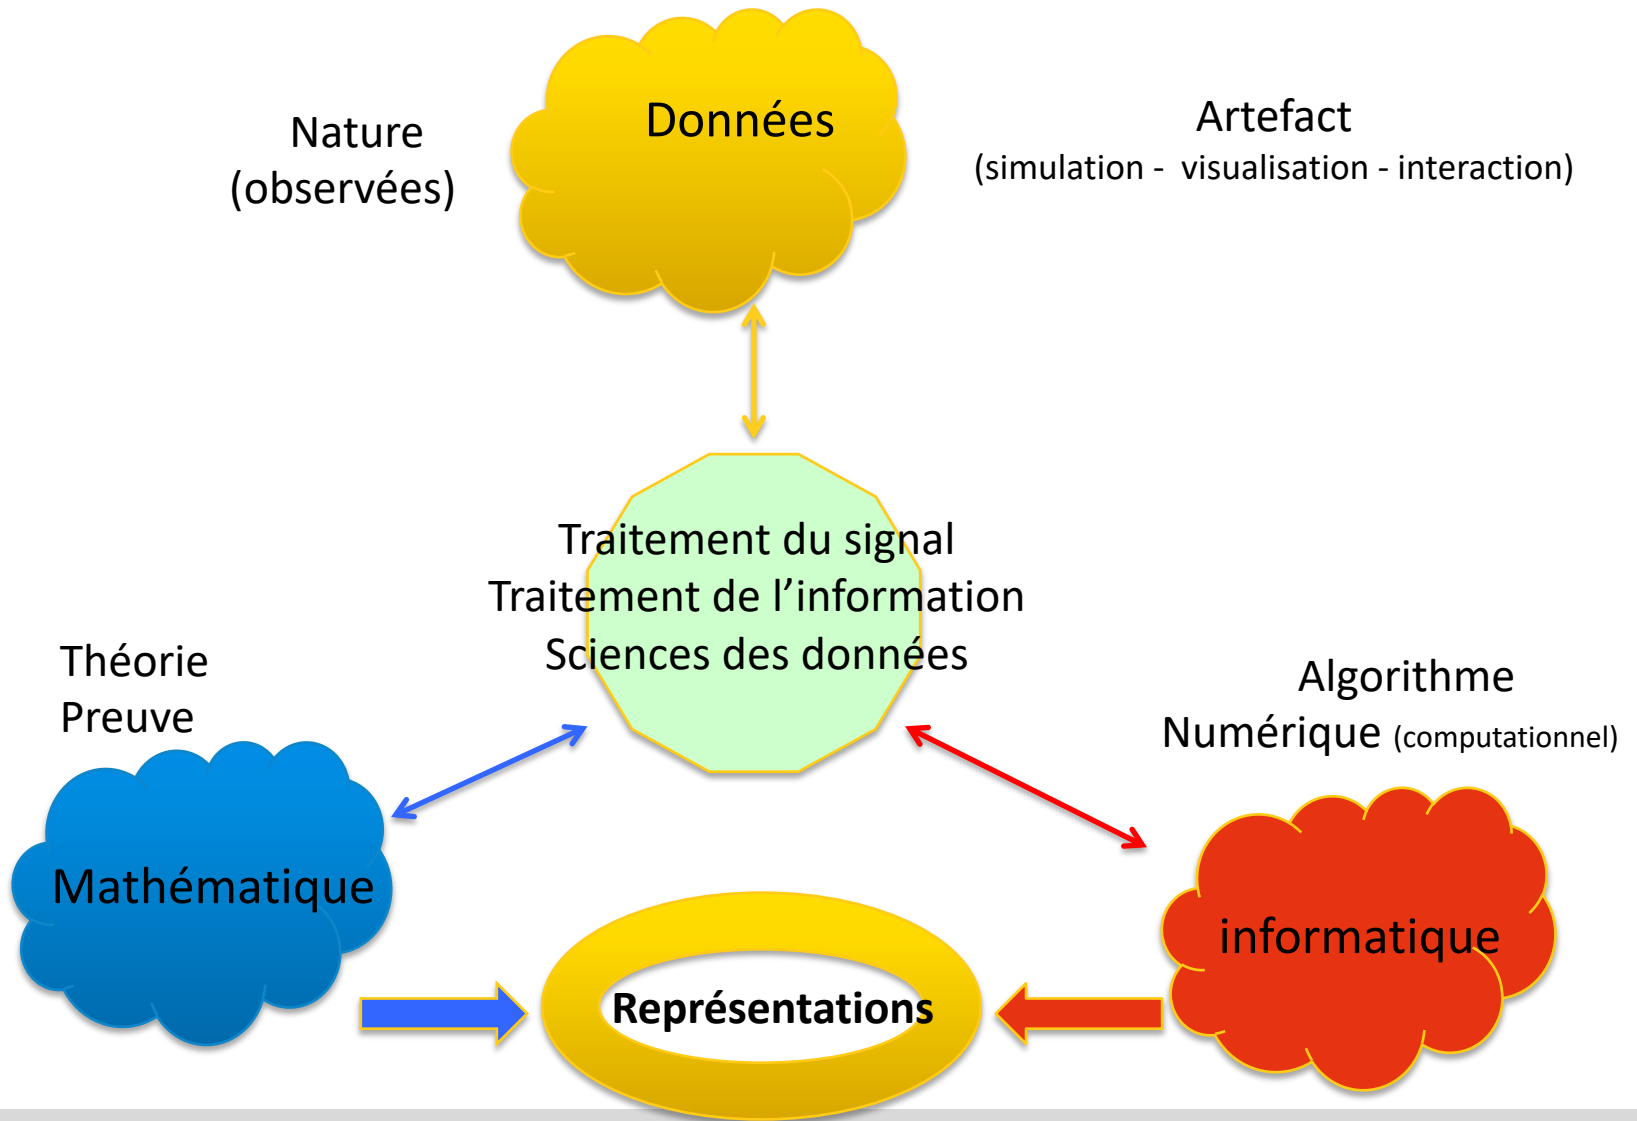 Données
Nature
(observées)
Artefact
(simulation - visualisation - interaction)
Traitement du signal
Traitement de l’information
Sciences des données
Théorie
Preuve
Algorithme
Numérique (computationnel)
Mathématique
informatique
Représentations